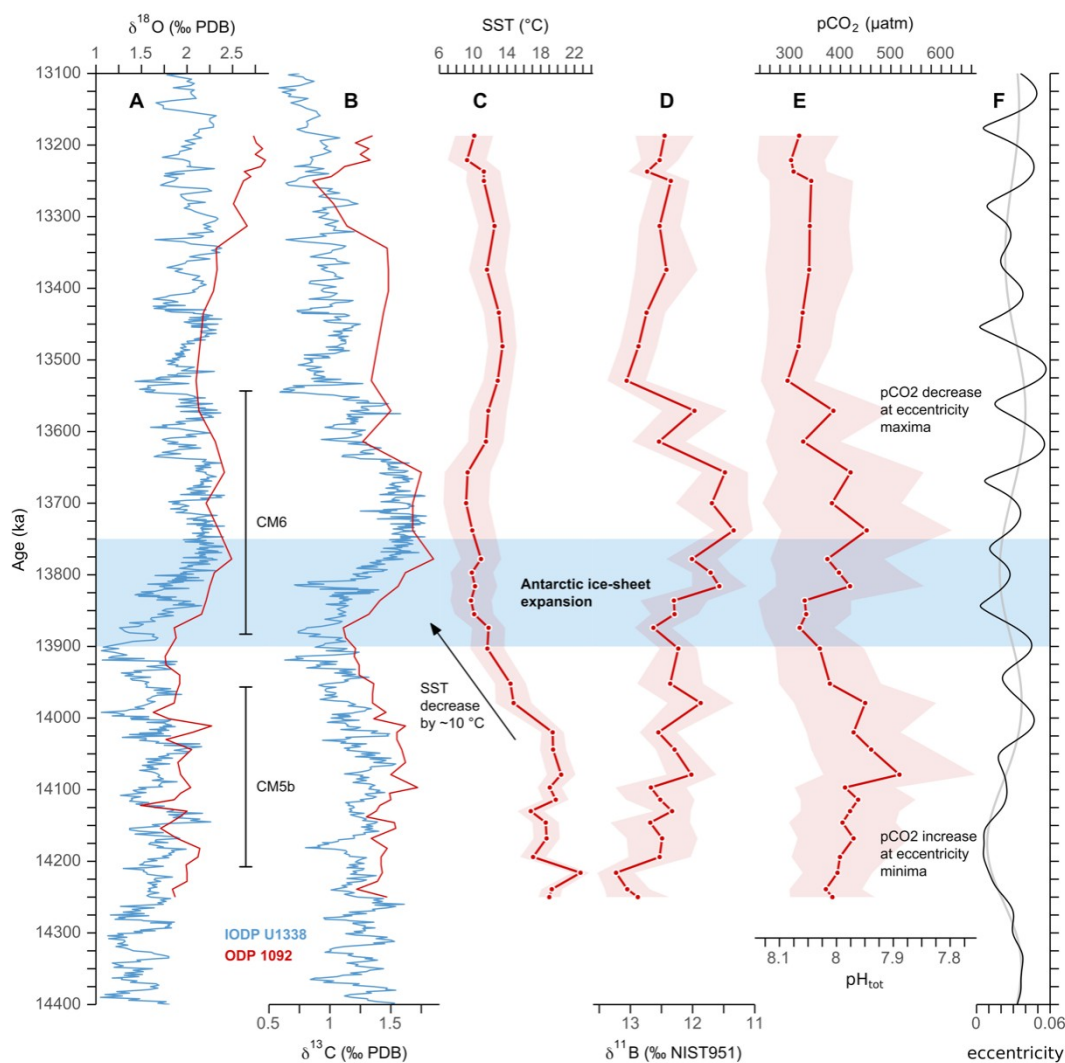 δ18O (‰ PDB)
SST (°C)
pCO2 (µatm)
1 1.5 2 2.5
6 10 14 18 22
300 400 500 600
13100
13200
13300
13400
13500
13600
13700
13800
13900
14000
14100
14200
14300
14400
Age (ka)
A
B
C
D
E
F
pCO2 decrease
at eccentricity
maxima
CM6
Antarctic ice-sheet
expansion
SST
decrease
by ~10 °C
CM5b
pCO2 increase
at eccentricity
minima
IODP U1338
ODP 1092
8.1 8 7.9 7.8
pHtot
0.5 1 1.5
13 12 11
0 0.06
δ13C (‰ PDB)
δ11B (‰ NIST951)
eccentricity